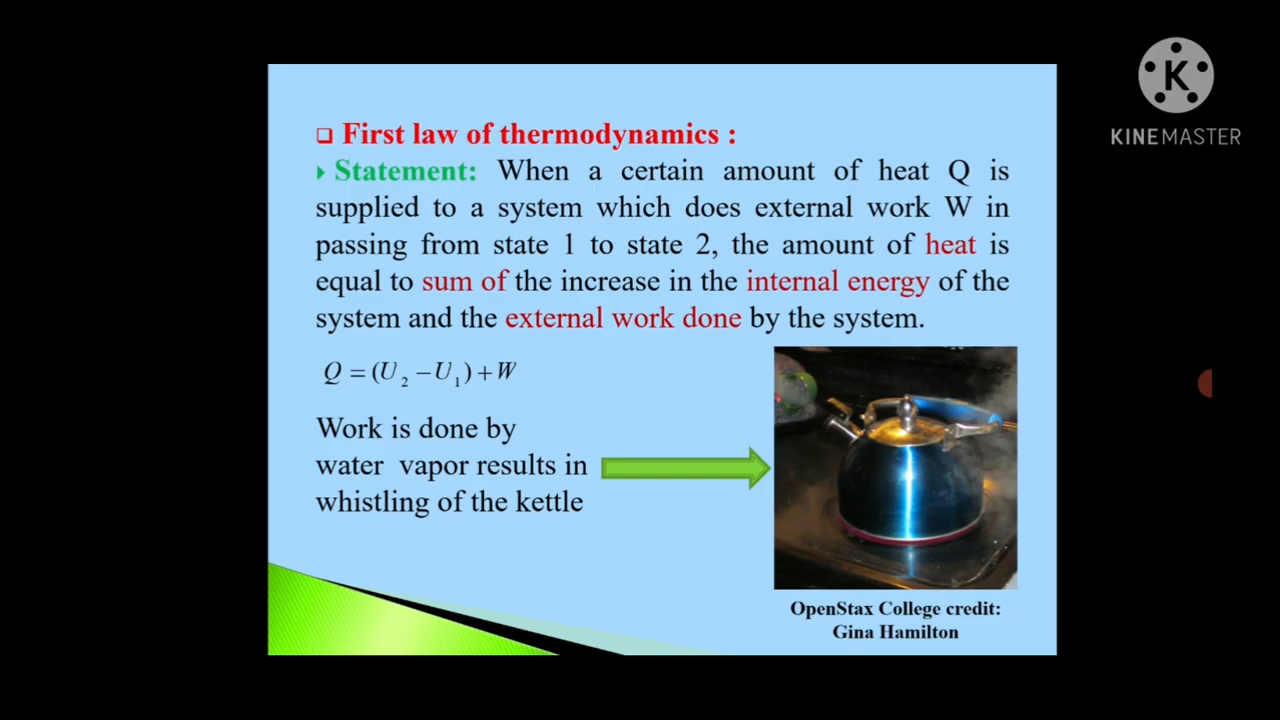 ❑ First law of thermodynamics :
Statement: When a certain amount of heat Q is
supplied to a system which does external work W in
passing from state 1 to state 2, the amount of heat is
equal to sum of the increase in the internal energy of the
system and the external work done by the system.
Q = (U₂ − U₁) + W
Work is done by
water vapor results in
whistling of the kettle
OpenStax College credit:
Gina Hamilton
K
KINEMASTER